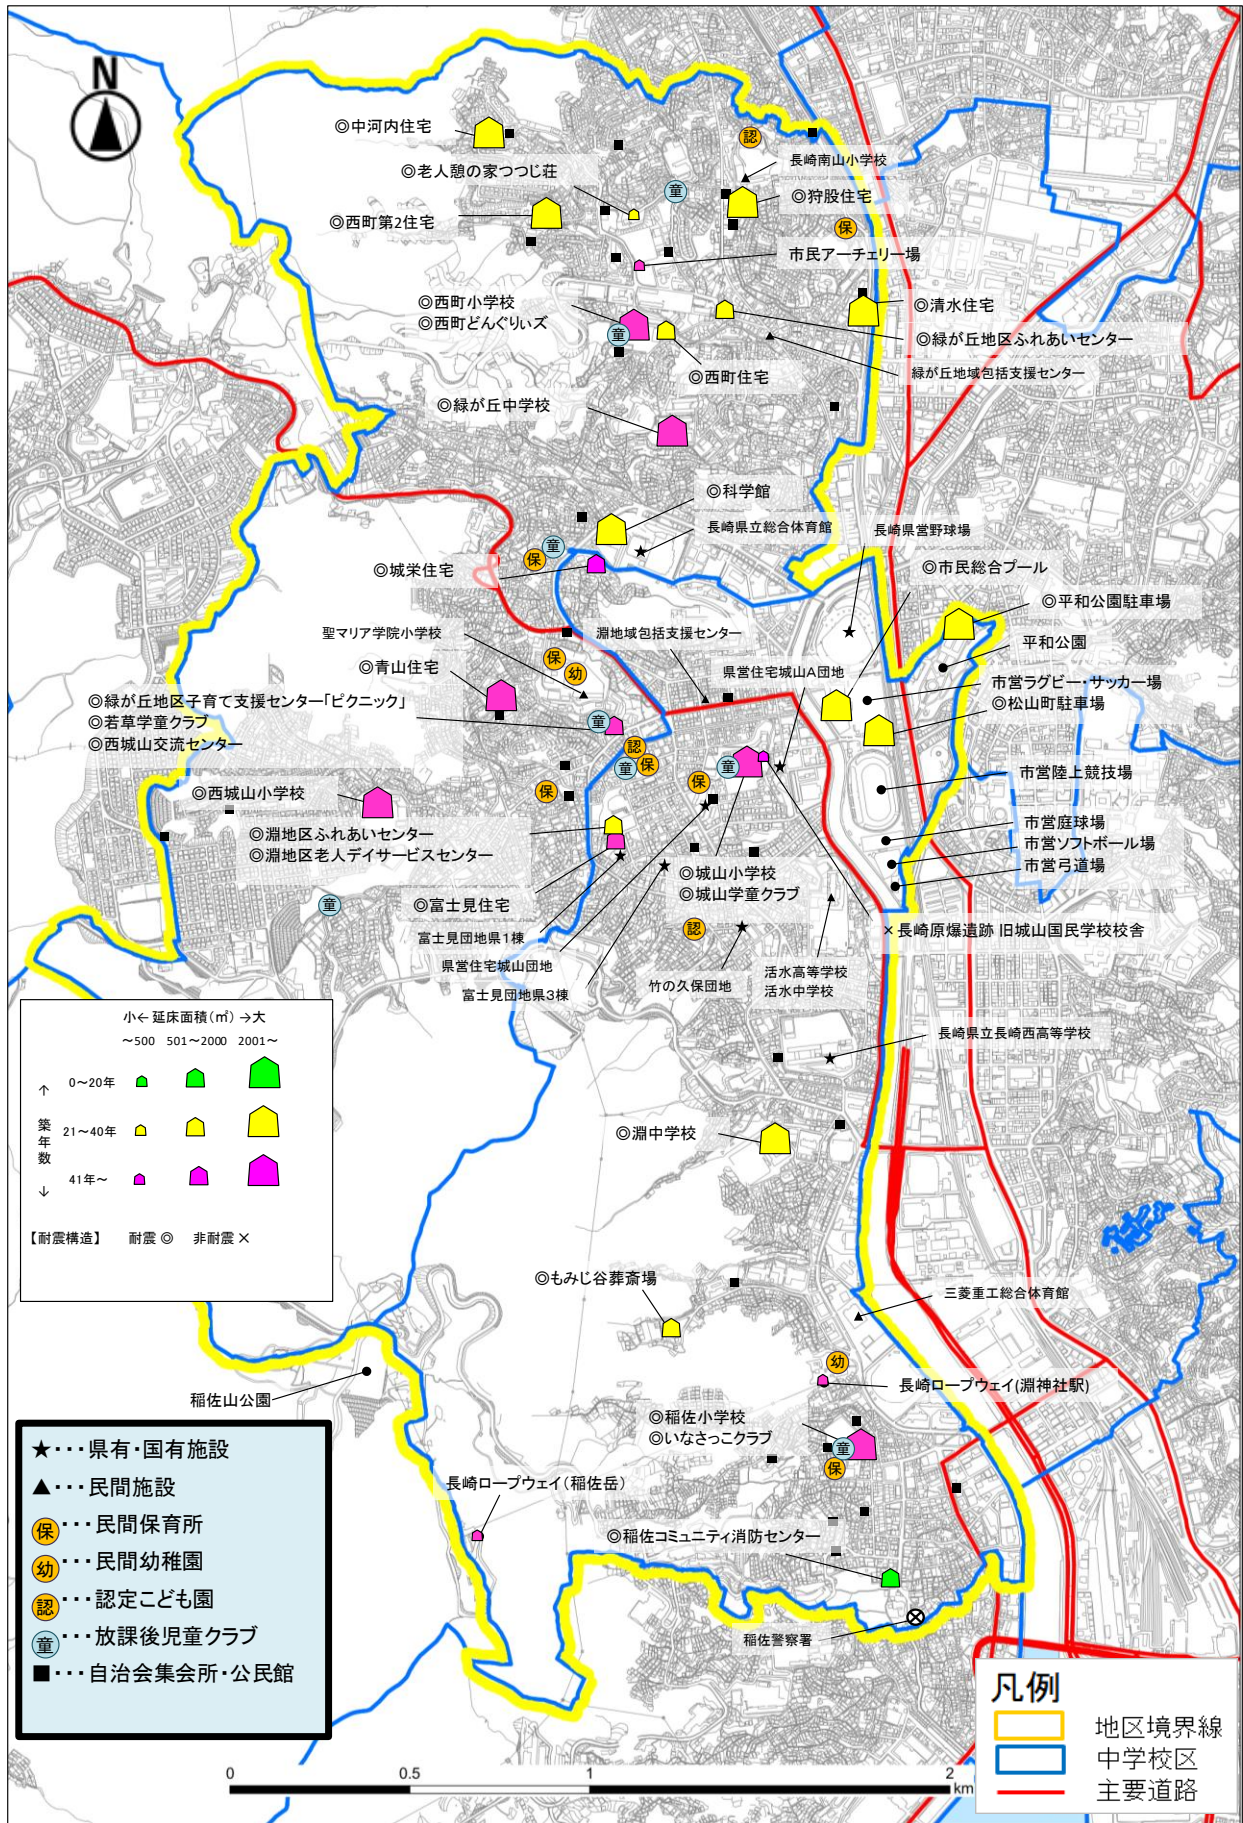 N
◎中河内住宅
認
長崎南山小学校
◎老人憩の家つつじ荘
童
◎狩股住宅
◎西町第2住宅
保
市民アーチェリー場
◎西町小学校
◎西町どんぐりぃズ
童
◎清水住宅
◎緑が丘地区ふれあいセンター
緑が丘地域包括支援センター
◎西町住宅
◎緑が丘中学校
◎科学館
長崎県立総合体育館
長崎県営野球場
童
保
◎城栄住宅
◎市民総合プール
◎平和公園駐車場
聖マリア学院小学校
淵地域包括支援センター
平和公園
保
幼
◎青山住宅
県営住宅城山A団地
市営ラグビー・サッカー場
◎松山町駐車場
◎緑が丘地区子育て支援センター「ピクニック」
◎若草学童クラブ
◎西城山交流センター
童
認
保
童
保
童
保
市営陸上競技場
◎西城山小学校
◎淵地区ふれあいセンター
◎淵地区老人デイサービスセンター
市営庭球場
市営ソフトボール場
市営弓道場
◎城山小学校
◎城山学童クラブ
童
◎富士見住宅
認
×長崎原爆遺跡 旧城山国民学校校舎
富士見団地県1棟
県営住宅城山団地
富士見団地県3棟
竹の久保団地
活水高等学校
活水中学校
長崎県立長崎西高等学校
小←延床面積(㎡)→大
～500 501～2000 2001～
↑
築年数
↓
0～20年
21～40年
41年～
【耐震構造】 耐震◎ 非耐震×
◎淵中学校
◎もみじ谷葬斎場
三菱重工総合体育館
幼
稲佐山公園
長崎ロープウェイ(淵神社駅)
◎稲佐小学校
◎いなさっこクラブ
童
保
長崎ロープウェイ(稲佐岳)
◎稲佐コミュニティ消防センター
稲佐警察署
★・・・県有・国有施設
▲・・・民間施設
保・・・民間保育所
幼・・・民間幼稚園
認・・・認定こども園
童・・・放課後児童クラブ
■・・・自治会集会所・公民館
凡例
地区境界線
中学校区
主要道路
0 0.5 1 2
km